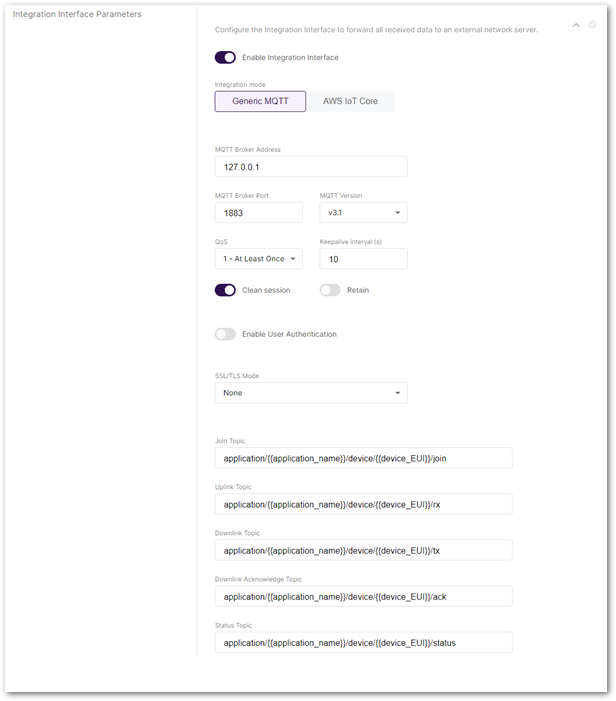 Integration Interface Parameters
Configure the Integration Interface to forward all received data to an external network server.
Enable Integration Interface
Integration mode
Generic MQTT
AWS IoT Core
MQTT Broker Address
127.0.0.1
MQTT Broker Port
MQTT Version
1883
v3.1
QoS
Keepalive interval (s)
1 - At Least Once
10
Clean session
Retain
Enable User Authentication
SSL/TLS Mode
None
Join Topic
application/{{application_name}}/device/{{device_EUI}}/join
Uplink Topic
application/{{application_name}}/device/{{device_EUI}}/rx
Downlink Topic
application/{{application_name}}/device/{{device_EUI}}/tx
Downlink Acknowledge Topic
application/{{application_name}}/device/{{device_EUI}}/ack
Status Topic
application/{{application_name}}/device/{{device_EUI}}/status